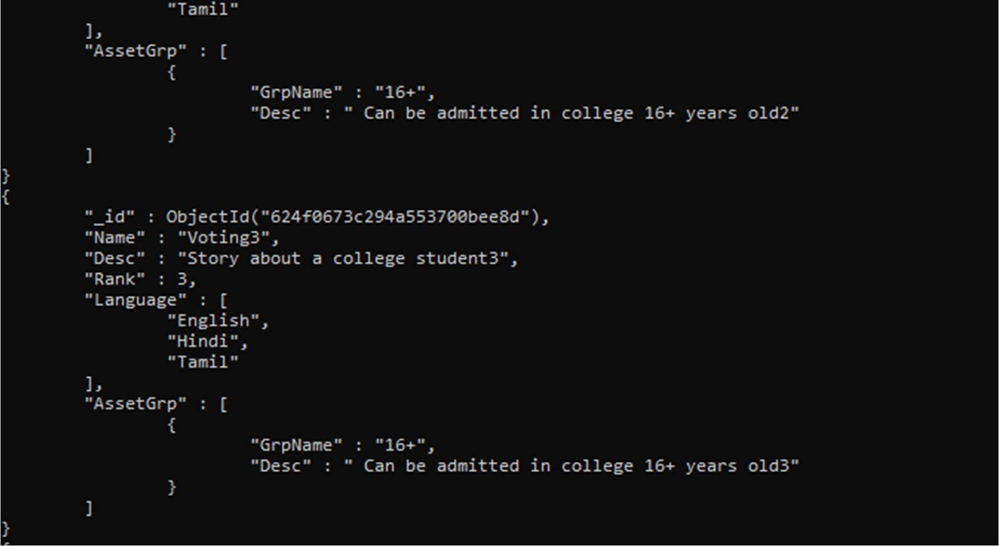 "Tamil"
],
"AssetGrp" : [
{
"GrpName" : "16+",
"Desc" : " Can be admitted in college 16+ years old2"
}
]
}
{
"_id" : ObjectId("624f0673c294a553700bee8d"),
"Name" : "Voting3",
"Desc" : "Story about a college student3",
"Rank" : 3,
"Language" : [
"English",
"Hindi",
"Tamil"
],
"AssetGrp" : [
{
"GrpName" : "16+",
"Desc" : " Can be admitted in college 16+ years old3"
}
]
}